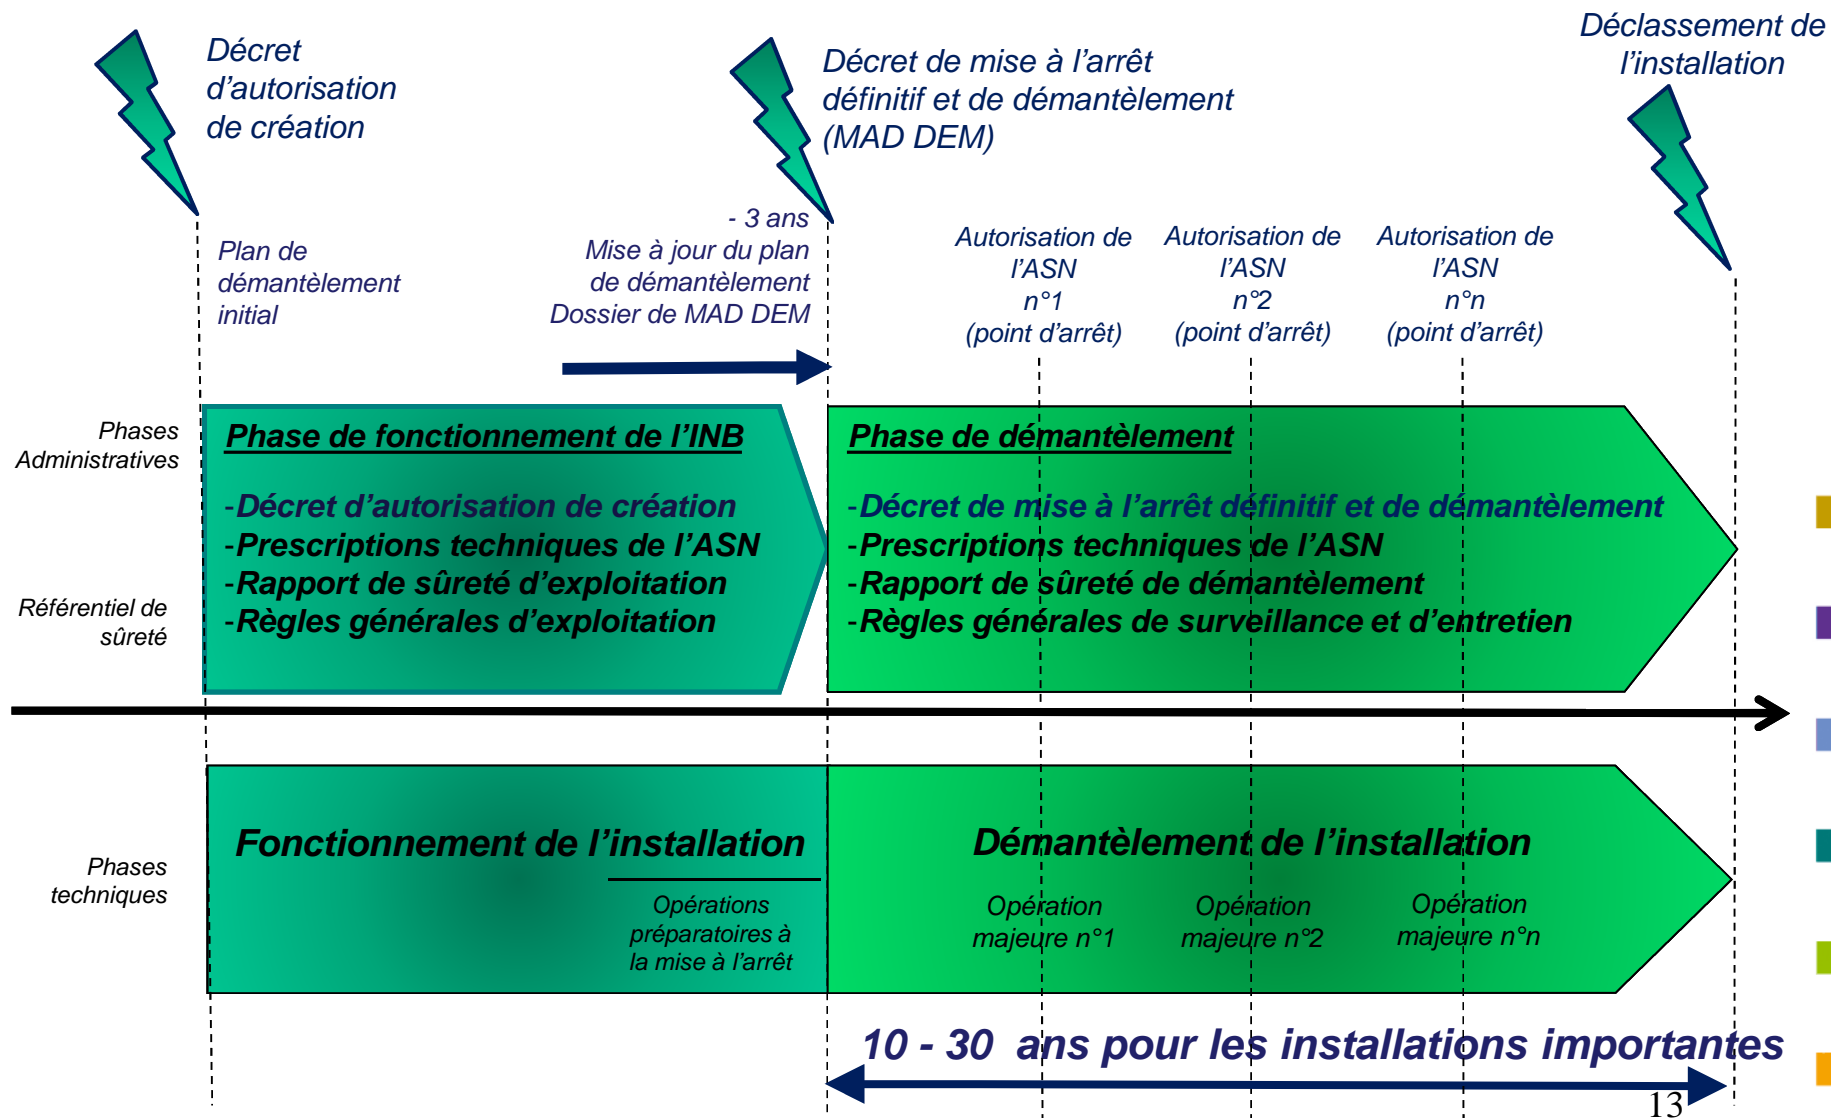 Décret
d'autorisation
de création
Décret de mise à l'arrêt
définitif et de démantèlement
(MAD DEM)
Déclassement de
l'installation
Plan de
démantèlement
initial
- 3 ans
Mise à jour du plan
de démantèlement
Dossier de MAD DEM
Autorisation de
l'ASN
n°1
(point d'arrêt)
Autorisation de
l'ASN
n°2
(point d'arrêt)
Autorisation de
l'ASN
n°n
(point d'arrêt)
Phases
Administratives
Phase de fonctionnement de l'INB
-Décret d'autorisation de création
-Prescriptions techniques de l'ASN
-Rapport de sûreté d'exploitation
-Règles générales d'exploitation
Phase de démantèlement
-Décret de mise à l'arrêt définitif et de démantèlement
-Prescriptions techniques de l'ASN
-Rapport de sûreté de démantèlement
-Règles générales de surveillance et d'entretien
Référentiel de
sûreté
Phases
techniques
Fonctionnement de l'installation
Opérations
préparatoires à
la mise à l'arrêt
Démantèlement de l'installation
Opération
majeure n°1
Opération
majeure n°2
Opération
majeure n°n
10 - 30 ans pour les installations importantes
13